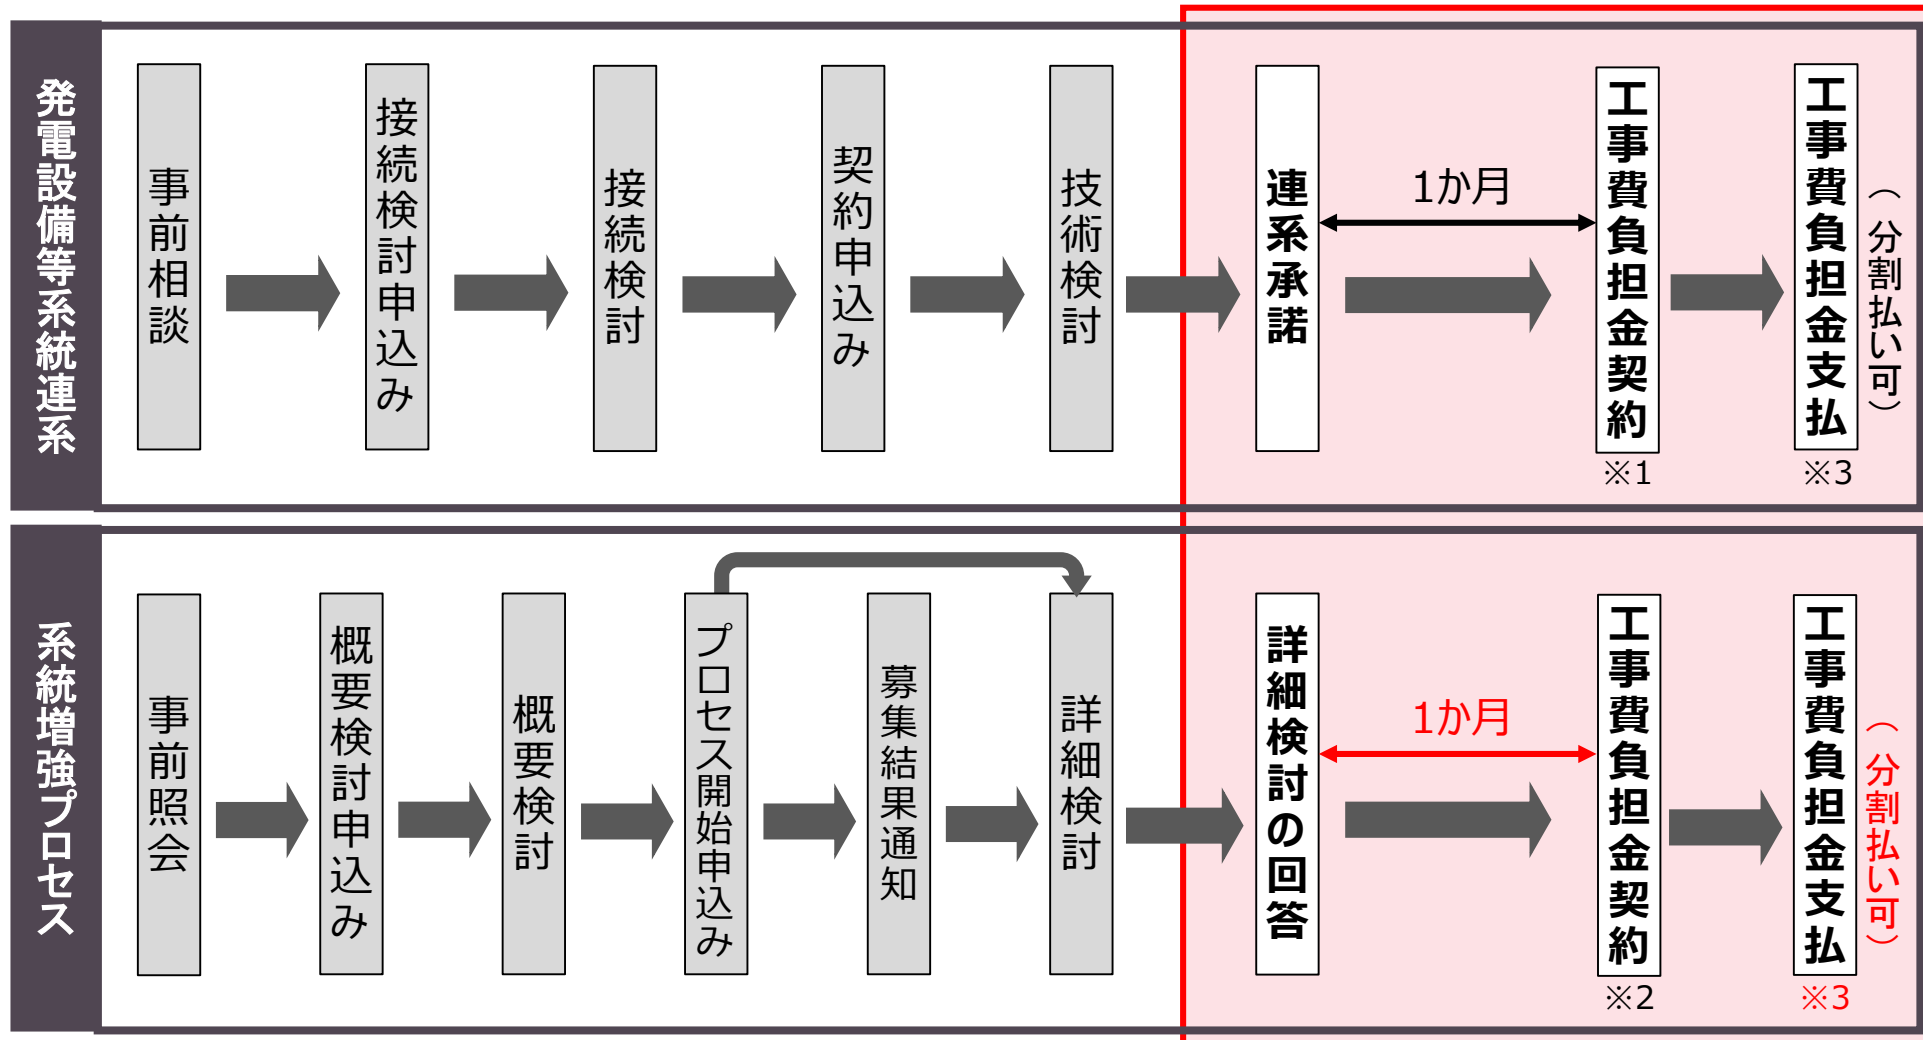 発電設備等系統連系
事前相談
接続検討申込み
接続検討
契約申込み
技術検討
連系承諾
1か月
工事費負担金契約
※1
工事費負担金支払
※3
（分割払い可）
系統増強プロセス
事前照会
概要検討申込み
概要検討
プロセス開始申込み
募集結果通知
詳細検討
詳細検討の回答
1か月
工事費負担金契約
※2
工事費負担金支払
※3
（分割払い可）